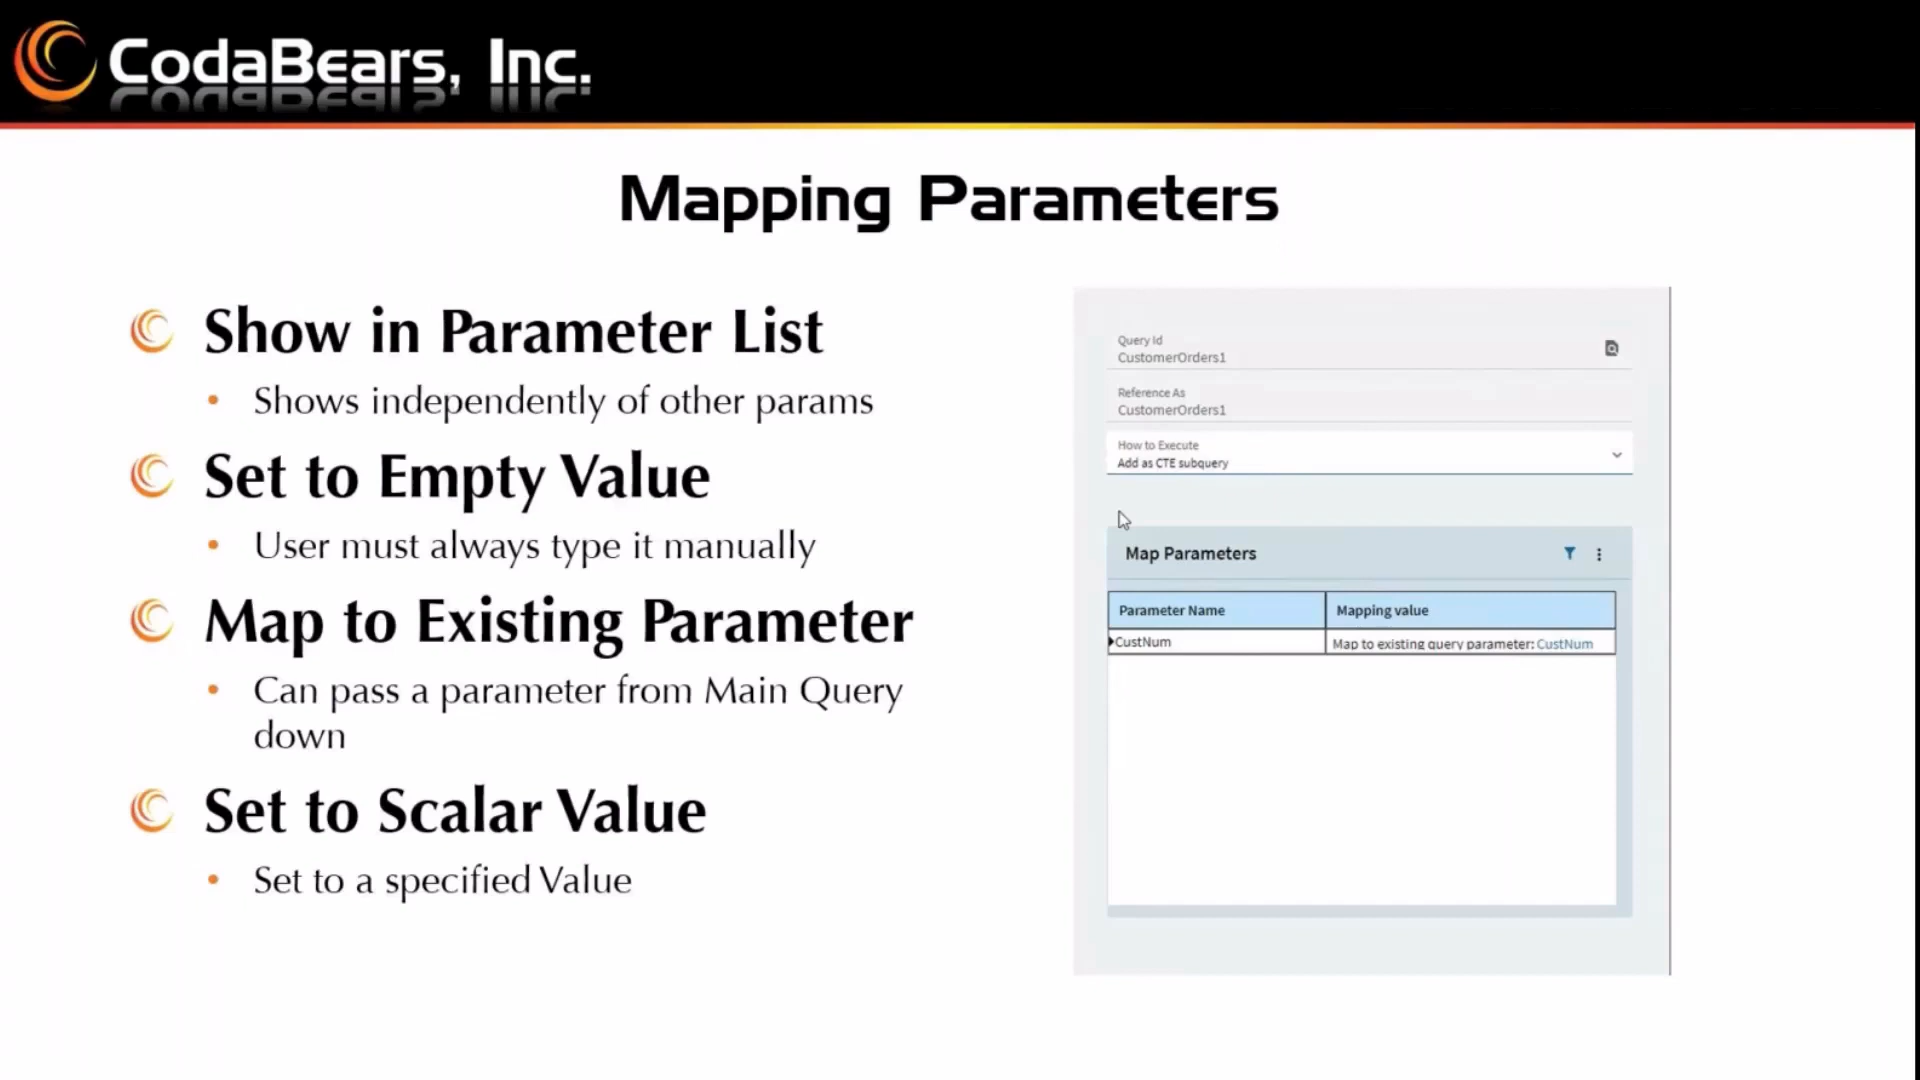 CodaBears, Inc.
Mapping Parameters
Show in Parameter List
• Shows independently of other params
Set to Empty Value
• User must always type it manually
Map to Existing Parameter
• Can pass a parameter from Main Query
down
Set to Scalar Value
• Set to a specified Value
Query Id
CustomerOrders1
Reference As
CustomerOrders1
How to Execute
Add as CTE subquery
Map Parameters
Parameter Name Mapping value
CustNum Map to existing query parameter: CustNum